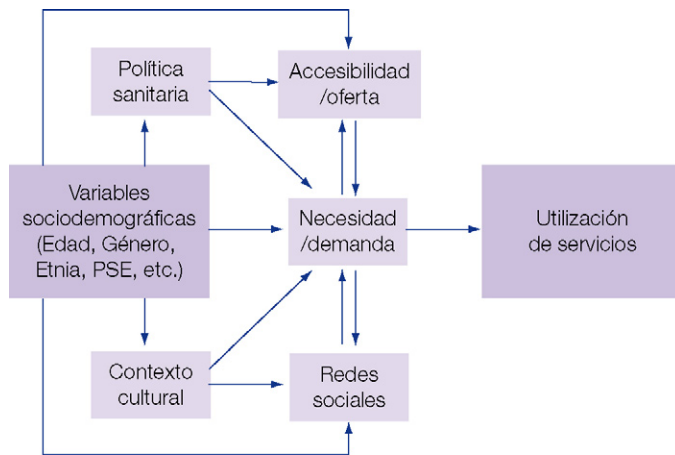 Política
sanitaria
Accesibilidad
/oferta
Variables
sociodemográficas
(Edad, Género,
Etnia, PSE, etc.)
Necesidad
/demanda
Utilización
de servicios
Contexto
cultural
Redes
sociales